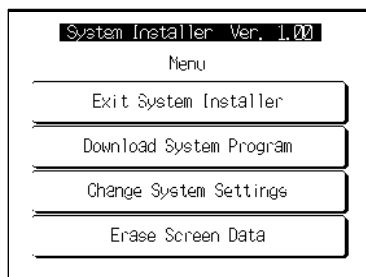 System Installer Ver. 1.00
Menu
Exit System Installer
Download System Program
Change System Settings
Erase Screen Data